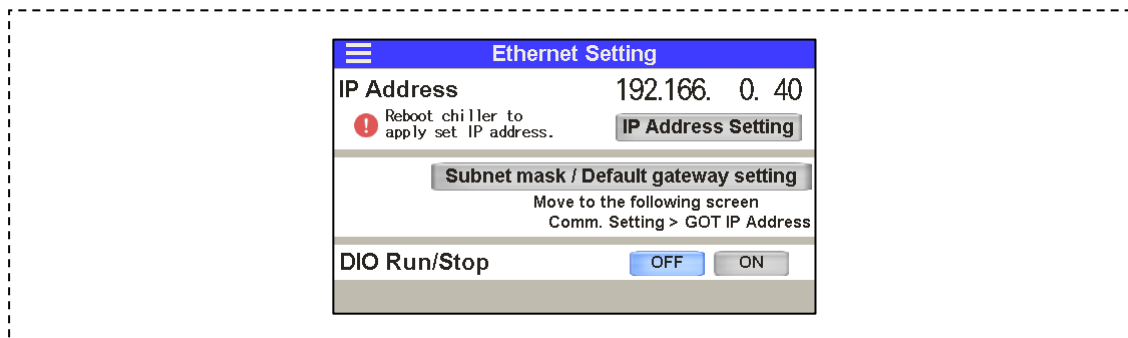 Ethernet Setting
IP Address 192.166. 0. 40
Reboot chiller to
apply set IP address.
IP Address Setting
Subnet mask / Default gateway setting
Move to the following screen
Comm. Setting > GOT IP Address
DIO Run/Stop OFF ON